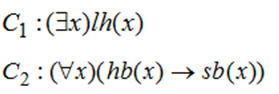 C₁ : (∃x)lh(x)
C₂ : (∀x)(hb(x) → sb(x))